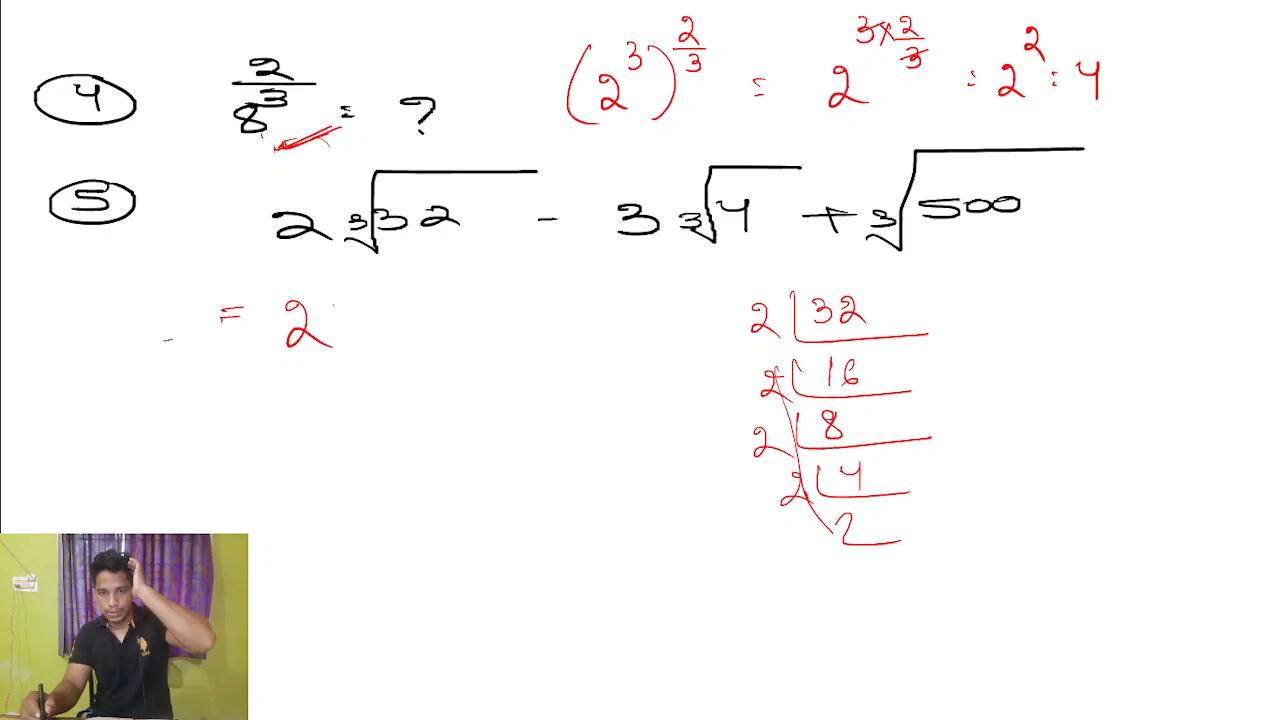 4 2/8^3 = ? (2^3)^(2/3) = 2^(3×2/3) = 2^2 = 4
5 2 ∛32 - 3 ∛4 + ∛500
= 2
2 | 32
2 | 16
2 | 8
2 | 4
2